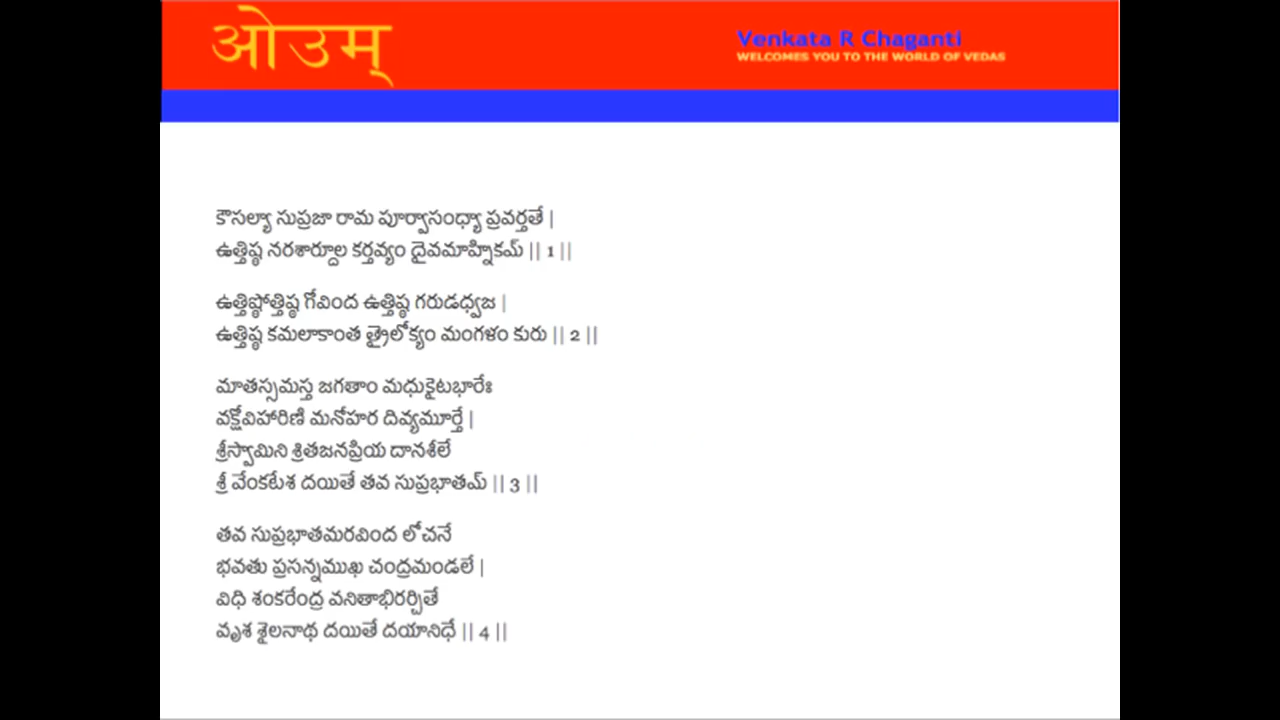 ओउम्
Venkata R Chaganti
WELCOMES YOU TO THE WORLD OF VEDAS
కౌసల్యా సుప్రజా రామ పూర్వాసంధ్యా ప్రవర్తతే |
ఉత్తిష్ఠ నరశార్దూల కర్తవ్యం దైవమాహ్నికమ్ || 1 ||
ఉత్తిష్ఠోత్తిష్ఠ గోవింద ఉత్తిష్ఠ గరుడధ్వజ |
ఉత్తిష్ఠ కమలాకాంత త్రైలోక్యం మంగళం కురు || 2 ||
మాతస్సమస్త జగతాం మధుకైటభారేః
వక్షోవిహారిణి మనోహర దివ్యమూర్తే |
శ్రీస్వామిని శ్రితజనప్రియ దానశీలే
శ్రీ వేంకటేశ దయితే తవ సుప్రభాతమ్ || 3 ||
తవ సుప్రభాతమరవింద లోచనే
భవతు ప్రసన్నముఖ చంద్రమండలే |
విధి శంకరేంద్ర వనితాభిరర్చితే
వృశ శైలనాథ దయితే దయానిధే || 4 ||